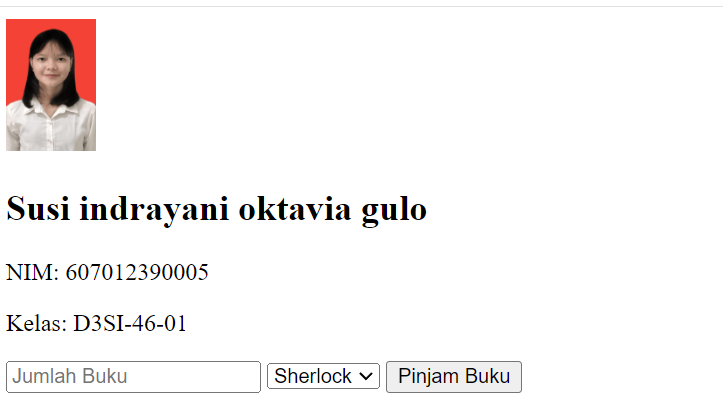 Susi indrayani oktavia gulo
NIM: 607012390005
Kelas: D3SI-46-01
Jumlah Buku Sherlock Pinjam Buku